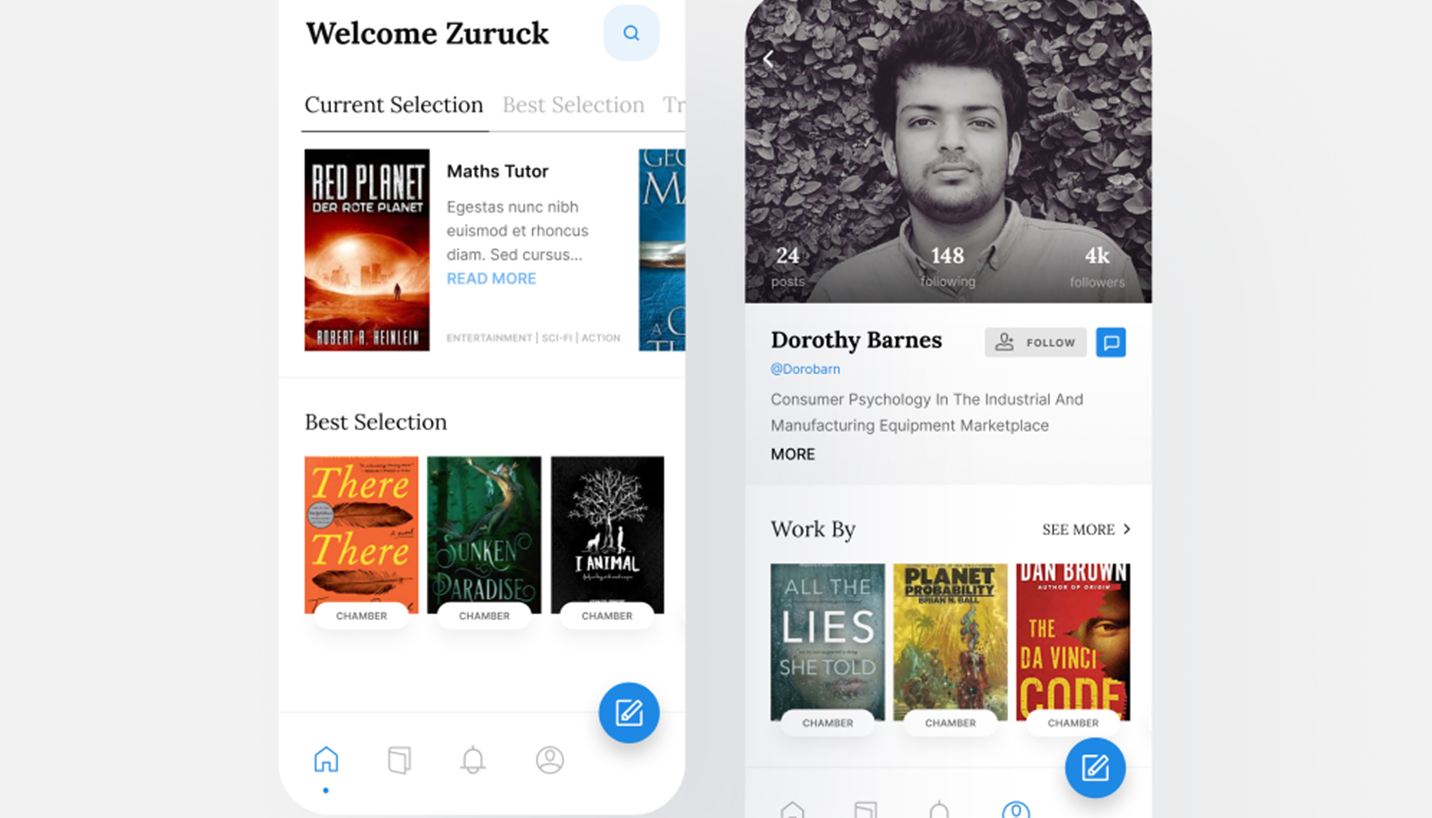 Welcome Zuruck
Current Selection Best Selection Tr
RED PLANET
DER ROTE PLANET
ROBERT A. HEINLEIN
Maths Tutor
Egestas nunc nibh
euismod et rhoncus
diam. Sed cursus...
READ MORE
ENTERTAINMENT | SCI-FI | ACTION
GEO
MA
A C
TH
Best Selection
There
There
A novel
CHAMBER
SUNKEN
PARADISE
CHAMBER
I ANIMAL
CHAMBER
24
posts
148
following
4k
followers
Dorothy Barnes
FOLLOW
@Dorobarn
Consumer Psychology In The Industrial And
Manufacturing Equipment Marketplace
MORE
Work By
SEE MORE
ALL THE
LIES
SHE TOLD
CHAMBER
PLANET
PROBABILITY
BRIAN N. BALL
CHAMBER
DAN BROWN
AUTHOR OF ORIGIN
THE
DA VINCI
CODE
CHAMBER